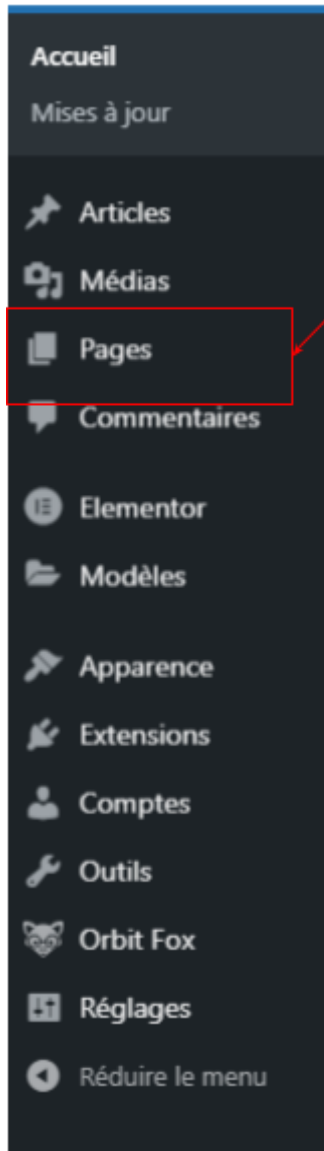 Accueil
Mises à jour
Articles
Médias
Pages
Commentaires
Elementor
Modèles
Apparence
Extensions
Comptes
Outils
Orbit Fox
Réglages
Réduire le menu